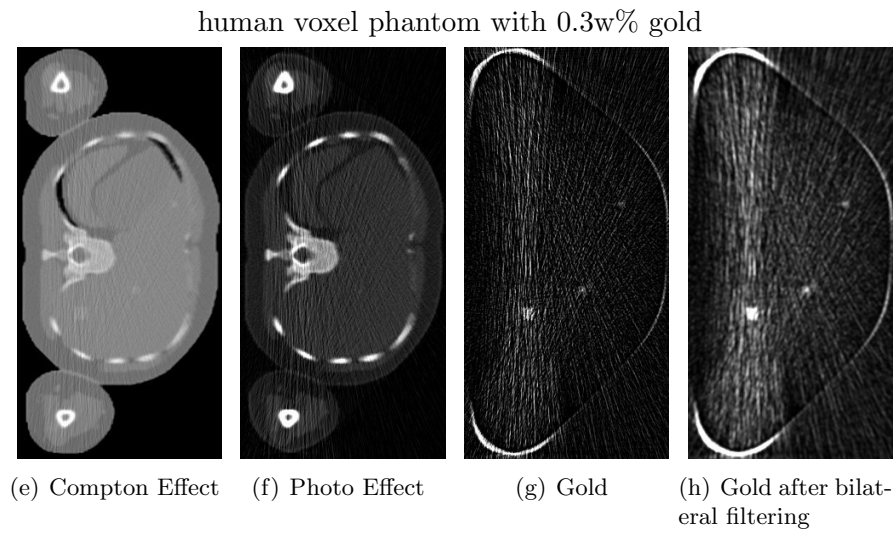 human voxel phantom with 0.3w% gold
(e) Compton Effect
(f) Photo Effect
(g) Gold
(h) Gold after bilat-
eral filtering